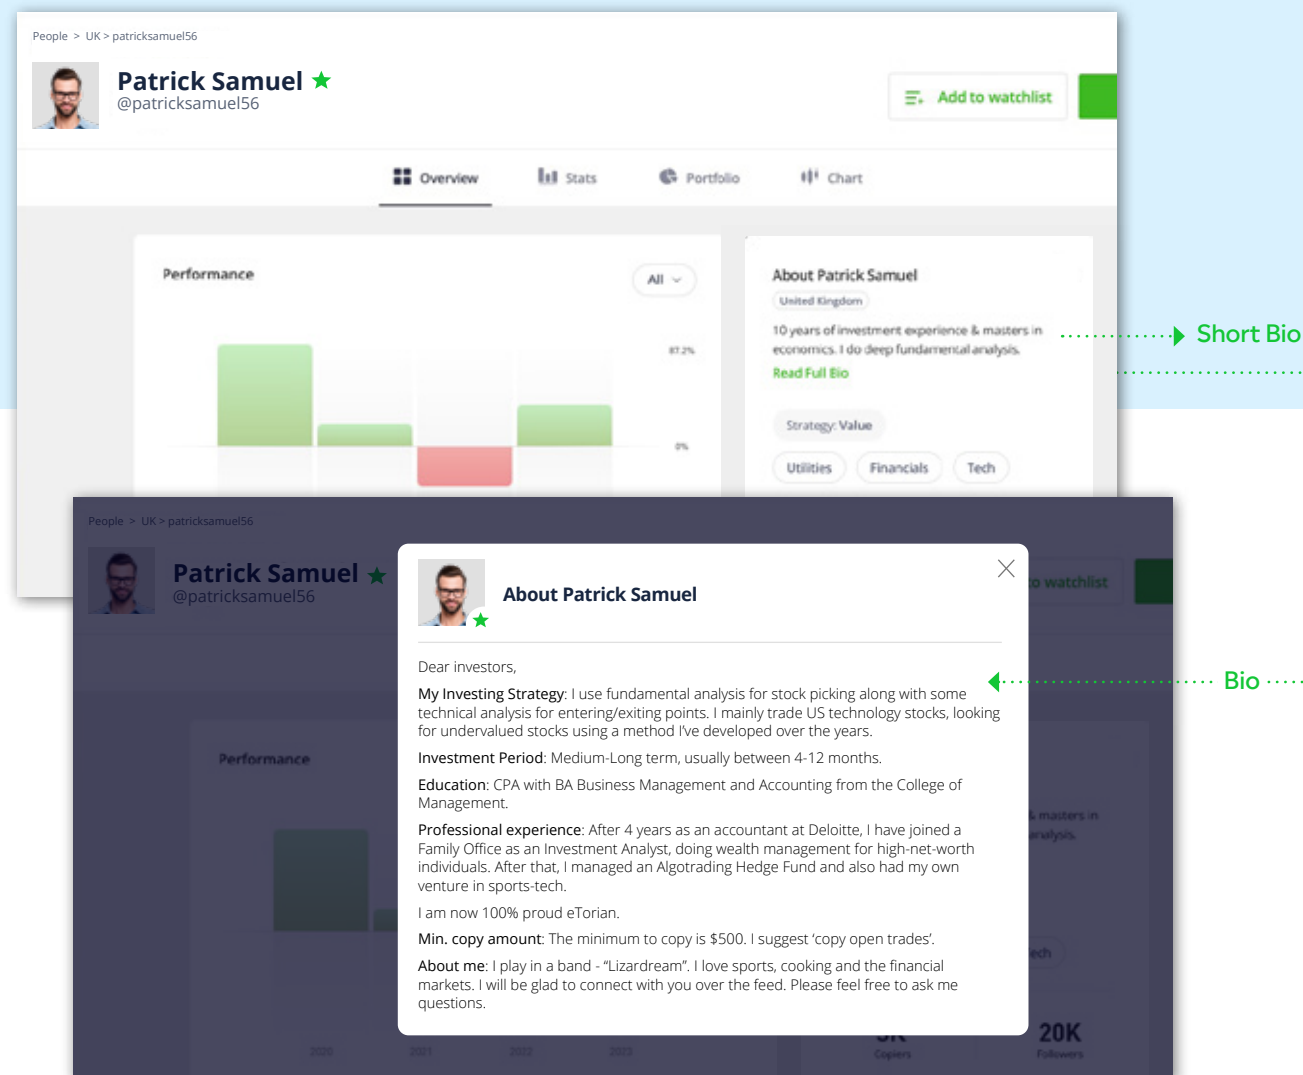 People > UK > patricksamuel56
Patrick Samuel
@patricksamuel56
Add to watchlist
Overview
Stats
Portfolio
Chart
Performance
All
87.2%
0%
About Patrick Samuel
United Kingdom
10 years of investment experience & masters in
economics. I do deep fundamental analysis.
Read Full Bio
Strategy: Value
Utilities
Financials
Tech
Short Bio
People > UK > patricksamuel56
Patrick Samuel
@patricksamuel56
to watchlist
Performance
& masters in
analysis.
2020
2021
2022
2023
Copiers
20K
Followers
About Patrick Samuel
Dear investors,
My Investing Strategy: I use fundamental analysis for stock picking along with some
technical analysis for entering/exiting points. I mainly trade US technology stocks, looking
for undervalued stocks using a method I've developed over the years.
Investment Period: Medium-Long term, usually between 4-12 months.
Education: CPA with BA Business Management and Accounting from the College of
Management.
Professional experience: After 4 years as an accountant at Deloitte, I have joined a
Family Office as an Investment Analyst, doing wealth management for high-net-worth
individuals. After that, I managed an Algotrading Hedge Fund and also had my own
venture in sports-tech.
I am now 100% proud eTorian.
Min. copy amount: The minimum to copy is $500. I suggest ‘copy open trades’.
About me: I play in a band - “Lizardream”. I love sports, cooking and the financial
markets. I will be glad to connect with you over the feed. Please feel free to ask me
questions.
Bio